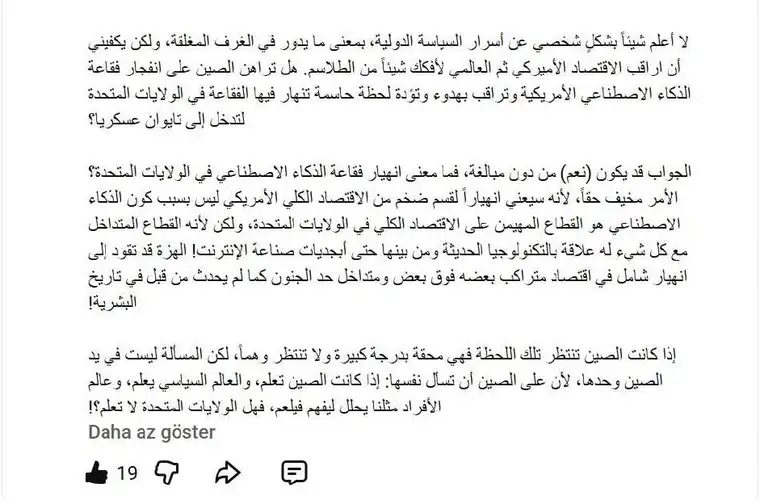 لا أعلم شيئاً بشكلٍ شخصي عن أسرار السياسة الدولية، بمعنى ما يدور في الغرف المغلقة، ولكن يكفيني
أن اراقب الاقتصاد الأميركي ثم العالمي لأفكك شيئاً من الطلاسم. هل تراهن الصين على انفجار فقاعة
الذكاء الاصطناعي الأمريكية وتراقب بهدوء وتؤدة لحظة حاسمة تنهار فيها الفقاعة في الولايات المتحدة
لتدخل إلى تايوان عسكريا؟
الجواب قد يكون (نعم) من دون مبالغة، فما معنى انهيار فقاعة الذكاء الاصطناعي في الولايات المتحدة؟
الأمر مخيف حقاً، لأنه سيعني انهياراً لقسم ضخم من الاقتصاد الكلي الأمريكي ليس بسبب كون الذكاء
الاصطناعي هو القطاع المهيمن على الاقتصاد الكلي في الولايات المتحدة، ولكن لأنه القطاع المتداخل
مع كل شيء له علاقة بالتكنولوجيا الحديثة ومن بينها حتى أبجديات صناعة الإنترنت! الهزة قد تقود إلى
انهيار شامل في اقتصاد متراكب بعضه فوق بعض ومتداخل حد الجنون كما لم يحدث من قبل في تاريخ
البشرية!
إذا كانت الصين تنتظر تلك اللحظة فهي محقة بدرجة كبيرة ولا تنتظر وهماً، لكن المسألة ليست في يد
الصين وحدها، لأن على الصين أن تسأل نفسها: إذا كانت الصين تعلم، والعالم السياسي يعلم، وعالم
الأفراد مثلنا يحلل ليفهم فيلعم، فهل الولايات المتحدة لا تعلم؟!
Daha az göster
19